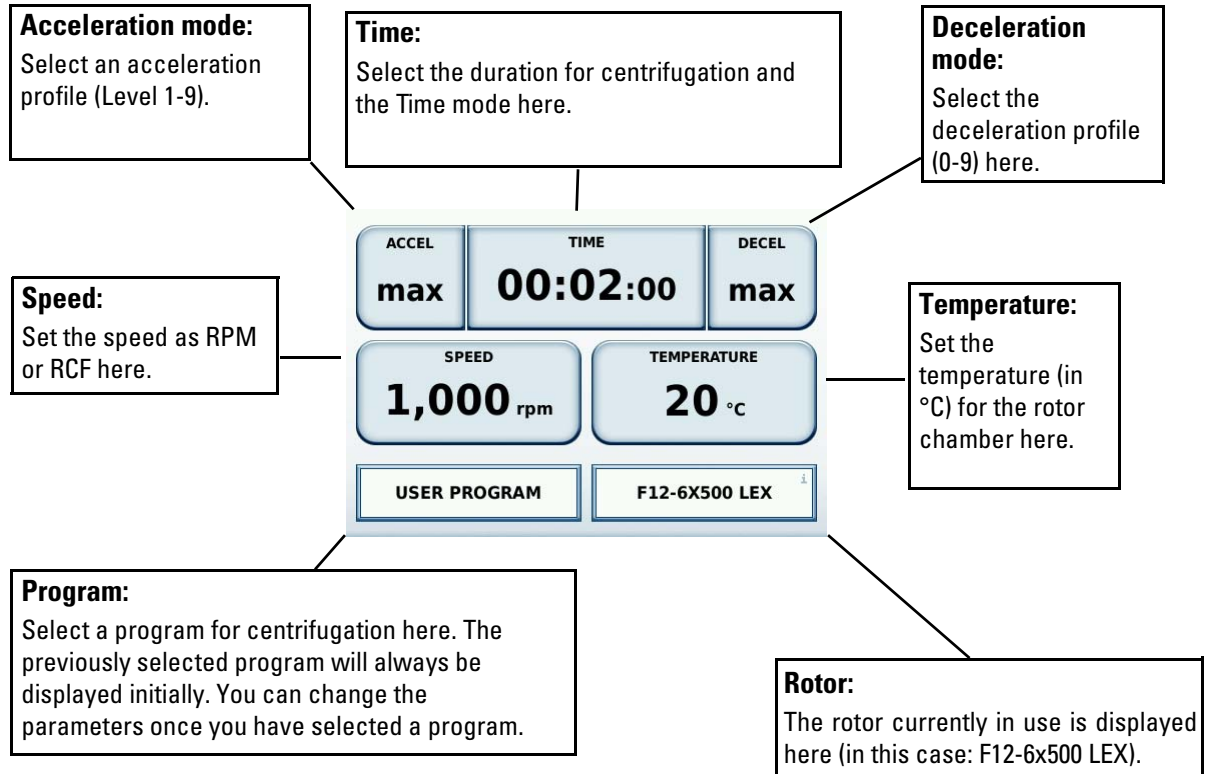 Acceleration mode:
Select an acceleration
profile (Level 1-9).
Time:
Select the duration for centrifugation and
the Time mode here.
Deceleration
mode:
Select the
deceleration profile
(0-9) here.
ACCEL
max
TIME
00:02:00
DECEL
max
Speed:
Set the speed as RPM
or RCF here.
SPEED
1,000 rpm
TEMPERATURE
20 °C
Temperature:
Set the
temperature (in
°C) for the rotor
chamber here.
USER PROGRAM
F12-6X500 LEX
i
Program:
Select a program for centrifugation here. The
previously selected program will always be
displayed initially. You can change the
parameters once you have selected a program.
Rotor:
The rotor currently in use is displayed
here (in this case: F12-6x500 LEX).